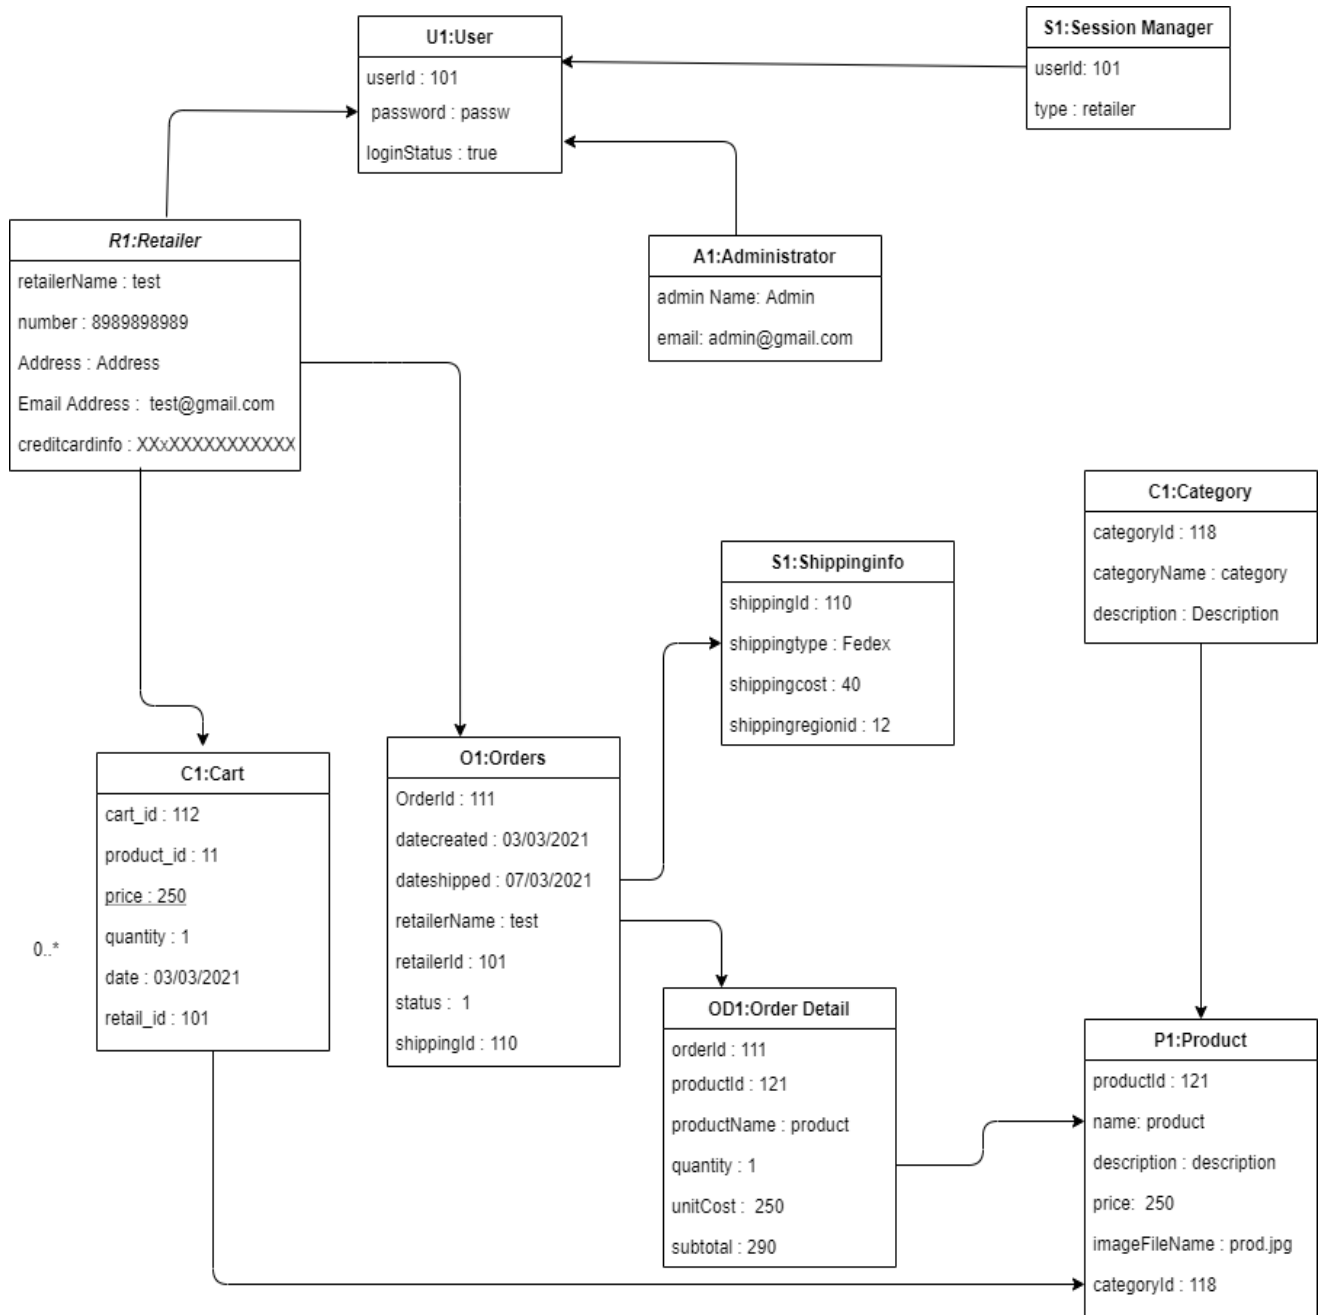 U1:User
userId : 101
password : passw
loginStatus : true
S1:Session Manager
userId: 101
type : retailer
R1:Retailer
retailerName : test
number : 8989898989
Address : Address
Email Address :  test@gmail.com
creditcardinfo : XXxXXXXXXXXXXX
A1:Administrator
admin Name: Admin
email: admin@gmail.com
C1:Category
categoryId : 118
categoryName : category
description : Description
S1:Shippinginfo
shippingId : 110
shippingtype : Fedex
shippingcost : 40
shippingregionid : 12
C1:Cart
cart_id : 112
product_id : 11
price : 250
quantity : 1
date : 03/03/2021
retail_id : 101
0..*
O1:Orders
OrderId : 111
datecreated : 03/03/2021
dateshipped : 07/03/2021
retailerName : test
retailerId : 101
status :  1
shippingId : 110
OD1:Order Detail
orderId : 111
productId : 121
productName : product
quantity : 1
unitCost :  250
subtotal : 290
P1:Product
productId : 121
name: product
description : description
price:  250
imageFileName : prod.jpg
categoryId : 118